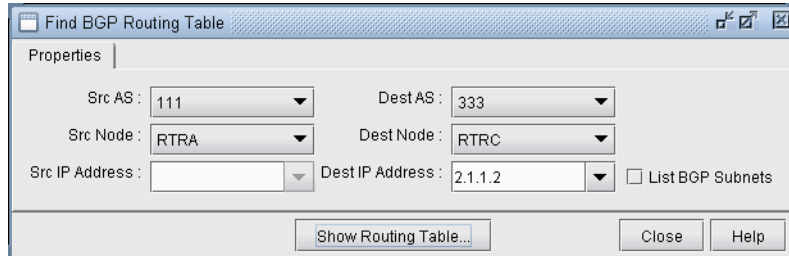 Find BGP Routing Table
Properties
Src AS : 111 Dest AS : 333
Src Node : RTRA Dest Node : RTRC
Src IP Address : Dest IP Address : 2.1.1.2 List BGP Subnets
Show Routing Table... Close Help